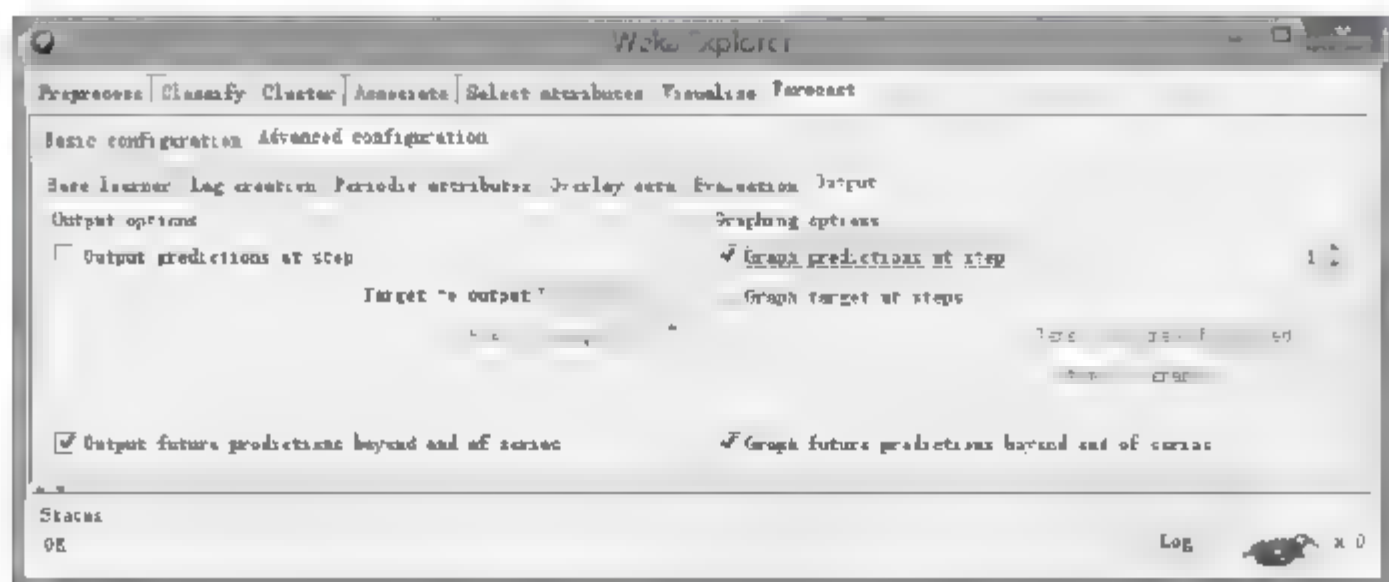 Weka Explorer
Preprocess Classify Cluster Associate Select attributes Visualize Forecast
Basic configuration Advanced configuration
Base learner Lag creation Periodic attributes Overlay data Evaluation Output
Output options
Graphing options
Output predictions at step
Graph predictions at step 1
Target to output
Graph target at steps
Output future predictions beyond end of series
Graph future predictions beyond end of series
Status
OK
Log x 0